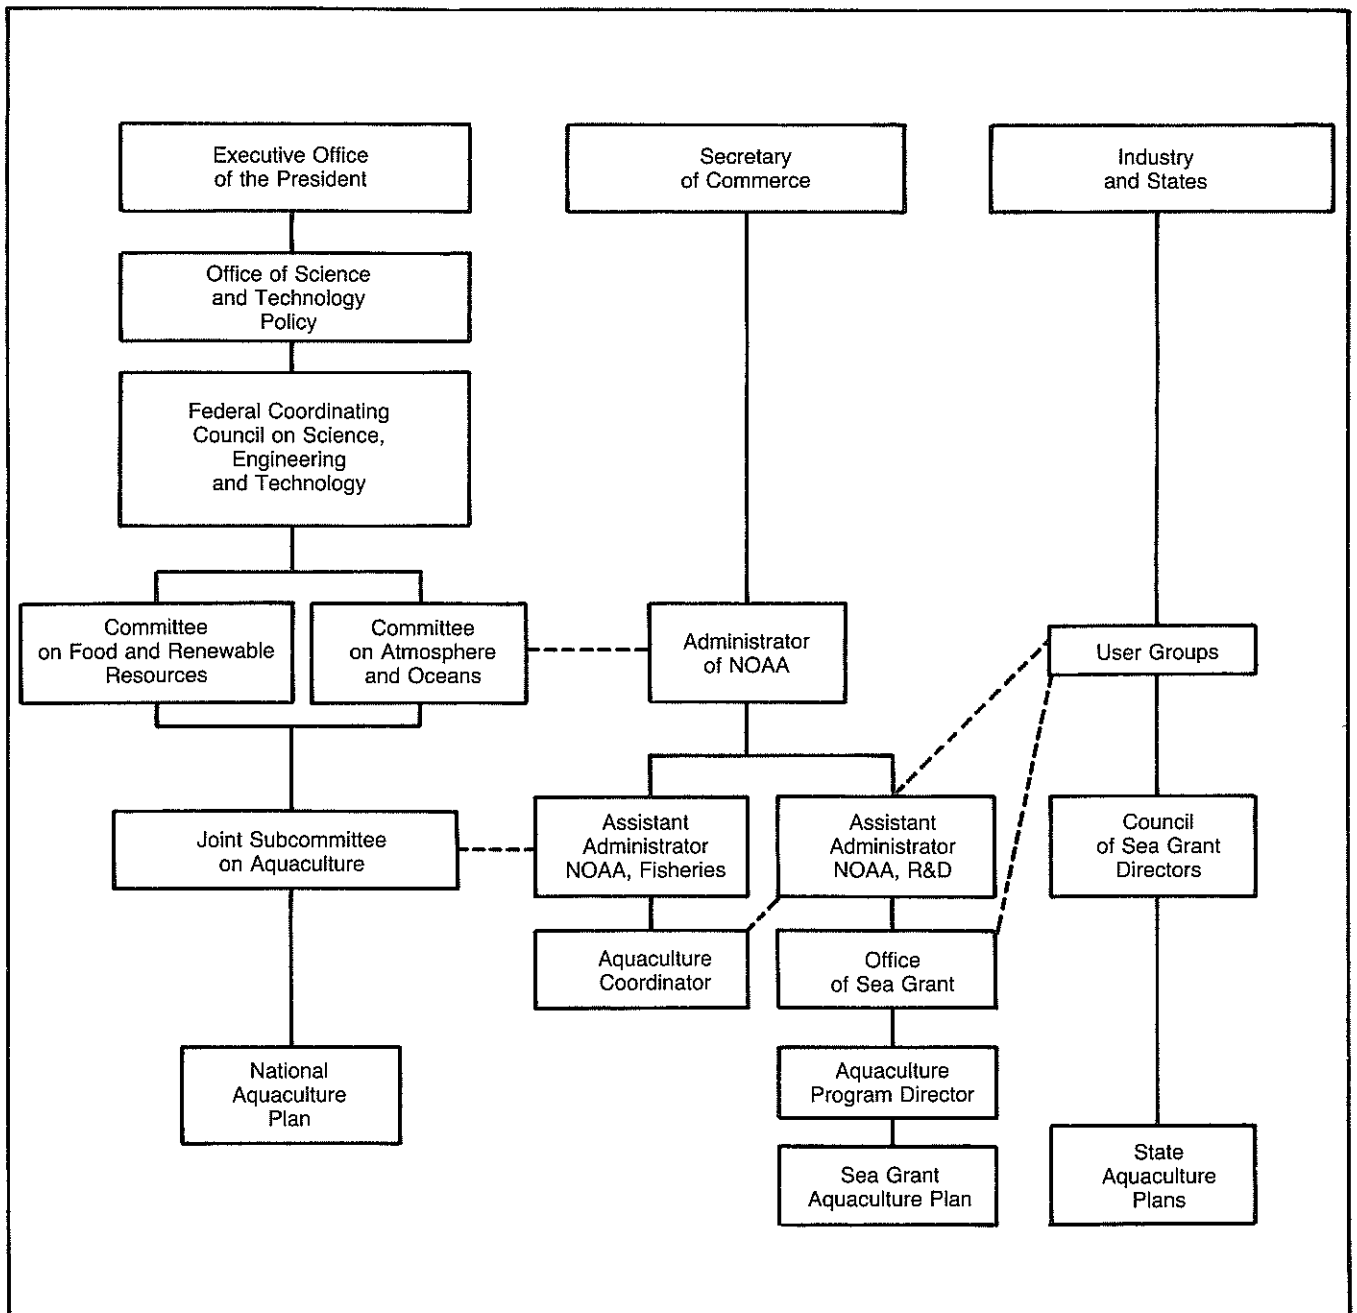 Executive Office
of the President
Secretary
of Commerce
Industry
and States
Office of Science
and Technology
Policy
Federal Coordinating
Council on Science,
Engineering
and Technology
Committee
on Food and Renewable
Resources
Committee
on Atmosphere
and Oceans
Administrator
of NOAA
User Groups
Joint Subcommittee
on Aquaculture
Assistant
Administrator
NOAA, Fisheries
Assistant
Administrator
NOAA, R&D
Council
of Sea Grant
Directors
Aquaculture
Coordinator
Office
of Sea Grant
National
Aquaculture
Plan
Aquaculture
Program Director
Sea Grant
Aquaculture Plan
State
Aquaculture
Plans